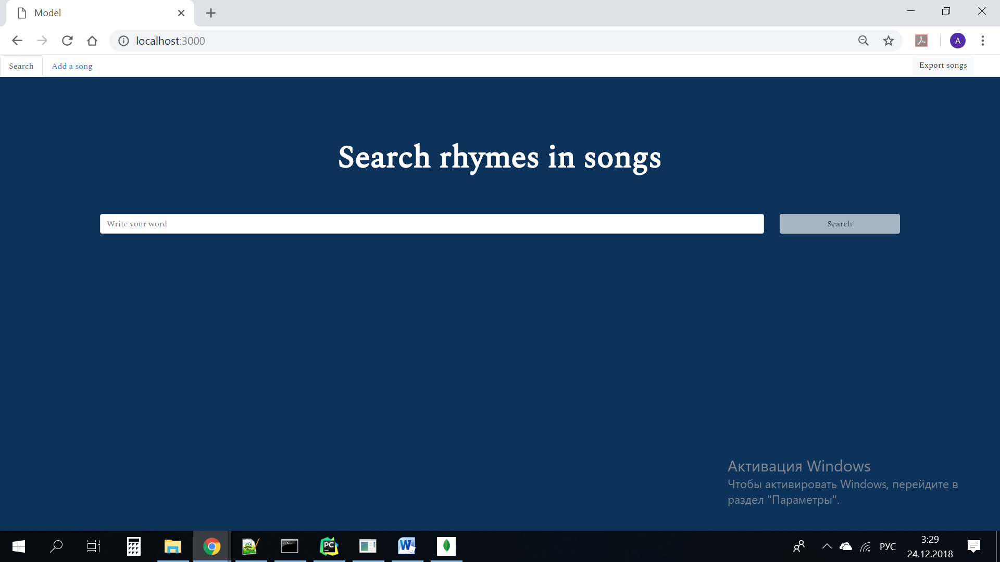 Model
localhost:3000
A
Search
Add a song
Export songs
Search rhymes in songs
Write your word
Search
Активация Windows
Чтобы активировать Windows, перейдите в
раздел "Параметры".
PC
W
РУС
3:29
24.12.2018